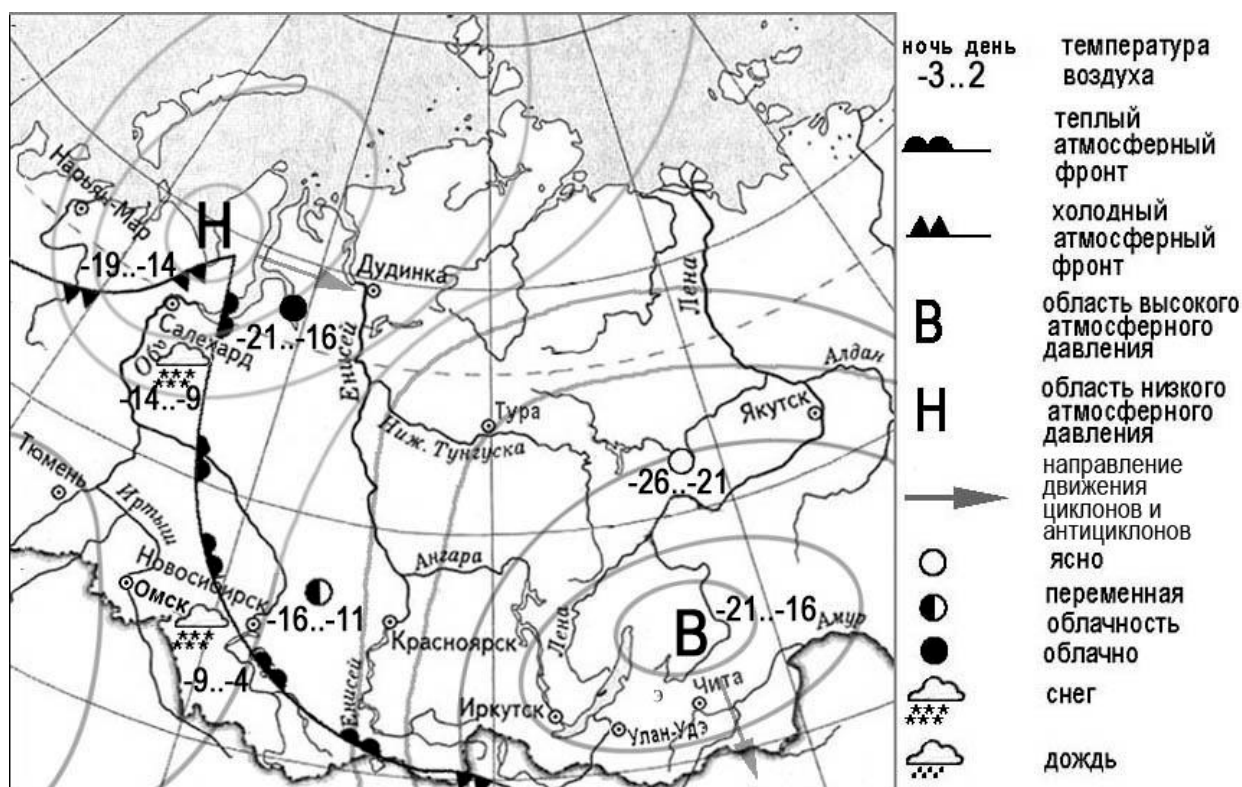 Нарьян-Мар
Н
-19..-14
Дудинка
Салехард
-21..-16
Обь
Енисей
Лена
-14..-9
Алдан
Тура
Якутск
Ниж. Тунгуска
Тюмень
-26..-21
Иртыш
Ангара
Новосибирск
Омск
-16..-11
Красноярск
Лена
В
-21..-16
Амур
-9..-4
Енисей
Иркутск
э
Чита
Улан-Удэ
ночь день
-3..2
температура
воздуха
теплый
атмосферный
фронт
холодный
атмосферный
фронт
В
область высокого
атмосферного
давления
Н
область низкого
атмосферного
давления
направление
движения
циклонов и
антициклонов
ясно
переменная
облачность
облачно
снег
дождь